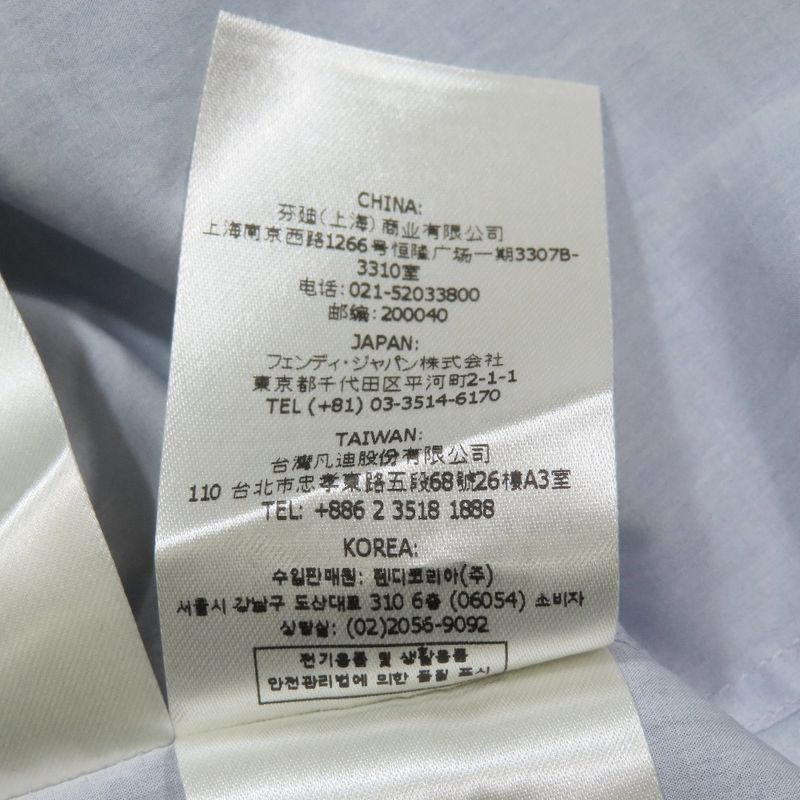 CHINA:
芬迪(上海)商业有限公司
上海南京西路1266号恒隆广场一期3307B-
3310室
电话: 021-52033800
邮编: 200040
JAPAN:
フェンディ・ジャパン株式会社
東京都千代田区平河町2-1-1
TEL (+81) 03-3514-6170
TAIWAN:
台灣凡迪股份有限公司
110 台北市忠孝東路五段68號26樓A3室
TEL: +886 2 3518 1888
KOREA:
수입판매원: 펜디코리아(주)
서울시 강남구 도산대로 310 6층 (06054) 소비자
상담실: (02)2056-9092
전기용품 및 생활용품
안전관리법에 의한 품질 표시